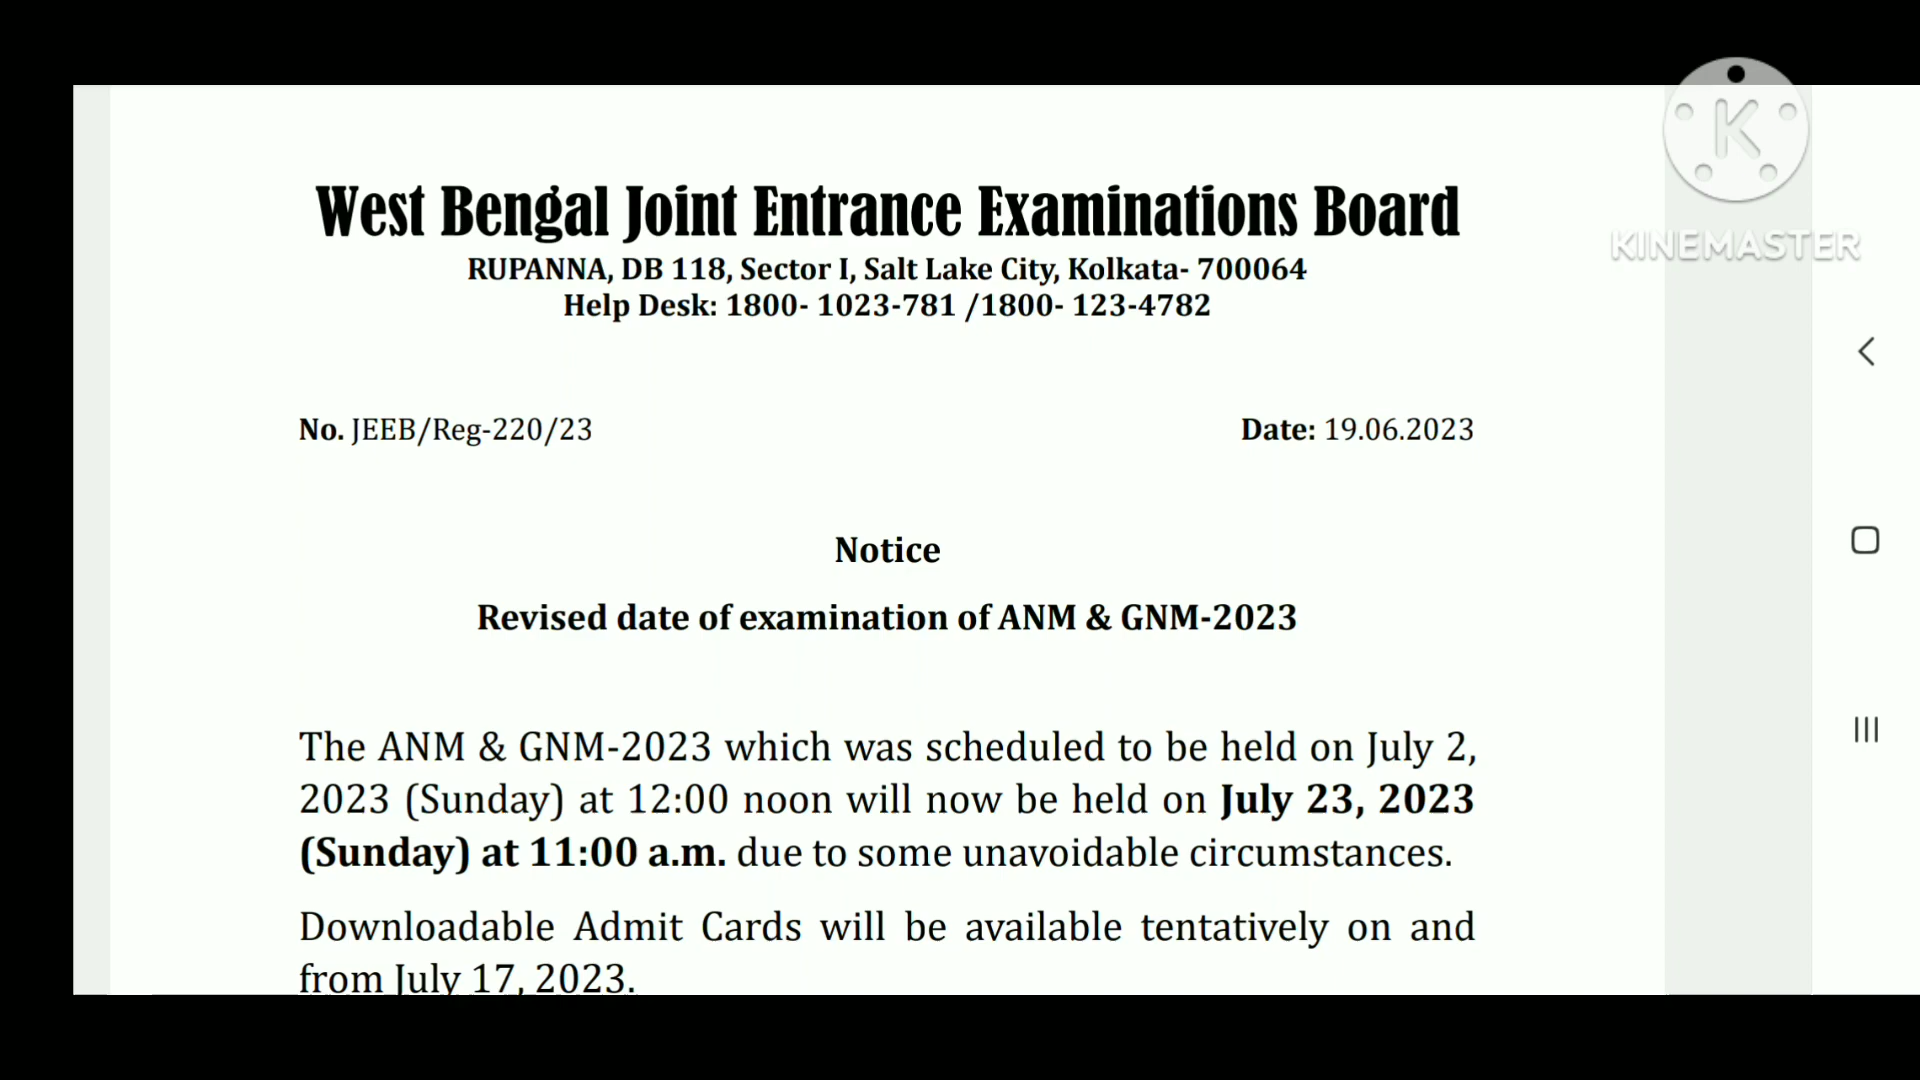 West Bengal Joint Entrance Examinations Board
RUPANNA, DB 118, Sector I, Salt Lake City, Kolkata- 700064
Help Desk: 1800- 1023-781 /1800- 123-4782
No. JEEB/Reg-220/23 Date: 19.06.2023
Notice
Revised date of examination of ANM & GNM-2023
The ANM & GNM-2023 which was scheduled to be held on July 2,
2023 (Sunday) at 12:00 noon will now be held on July 23, 2023
(Sunday) at 11:00 a.m. due to some unavoidable circumstances.
Downloadable Admit Cards will be available tentatively on and
from July 17, 2023.
K
KINEMASTER